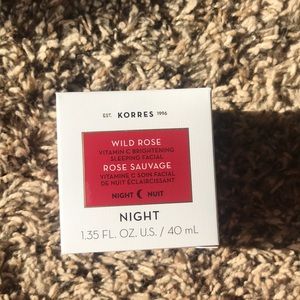 EST. KORRES 1996
WILD ROSE
VITAMIN C BRIGHTENING
SLEEPING FACIAL
ROSE SAUVAGE
VITAMINE C SOIN FACIAL
DE NUIT ÉCLAIRCISSANT
NIGHT NUIT
NIGHT
1.35 FL. OZ. U.S. / 40 mL